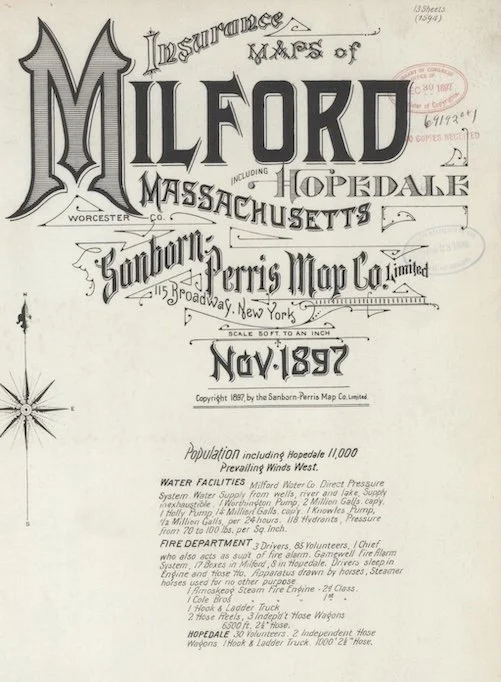 13 Sheets
(1894)
Insurance
MAPS of
MILFORD
INCLUDING HOPEDALE
MASSACHUSETTS
WORCESTER CO.
Sanborn-Perris Map Co. Limited
115 Broadway, New York
SCALE 50 FT. TO AN INCH
Nov. 1897
Copyright 1897, by the Sanborn-Perris Map Co. Limited.
N
E
S
Population including Hopedale 11,000
Prevailing Winds West.
WATER FACILITIES Milford Water Co. Direct Pressure
System Water Supply from wells, river and lake, Supply
inexhaustible. 1 Worthington Pump, 2 Million Galls. capy.
1 Holly Pump, 1¼ Million Galls. capy. 1 Knowles Pump,
½ Million Galls. per 24 hours. 118 Hydrants, Pressure
from 70 to 100 lbs. per Sq. Inch.
FIRE DEPARTMENT 3 Drivers, 85 Volunteers, 1 Chief
who also acts as supt of fire alarm. Gamewell Fire Alarm
System, 17 Boxes in Milford, 8 in Hopedale. Drivers sleep in
Engine and Hose Ho. Apparatus drawn by horses, Steamer
horses used for no other purpose.
1 Amoskeag Steam Fire Engine - 2d Class.
1 Cole Bros " " " 1st "
1 Hook & Ladder Truck
2 Hose Reels, 3 Indep'd't Hose Wagons
6500 ft. 2½" Hose.
HOPEDALE 30 Volunteers. 2 Independent Hose
Wagons. 1 Hook & Ladder Truck. 1000' 2½" Hose.